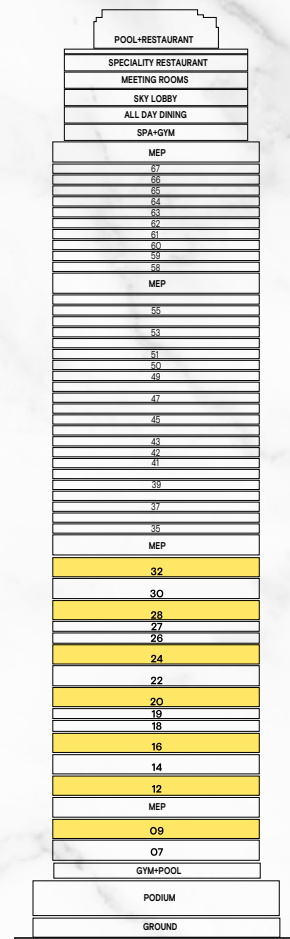 POOL+RESTAURANT
SPECIALITY RESTAURANT
MEETING ROOMS
SKY LOBBY
ALL DAY DINING
SPA+GYM
MEP
67
66
65
64
63
62
61
60
59
58
MEP
55
53
51
50
49
47
45
43
42
41
39
37
35
MEP
32
30
28
27
26
24
22
20
19
18
16
14
12
MEP
09
07
GYM+POOL
PODIUM
GROUND